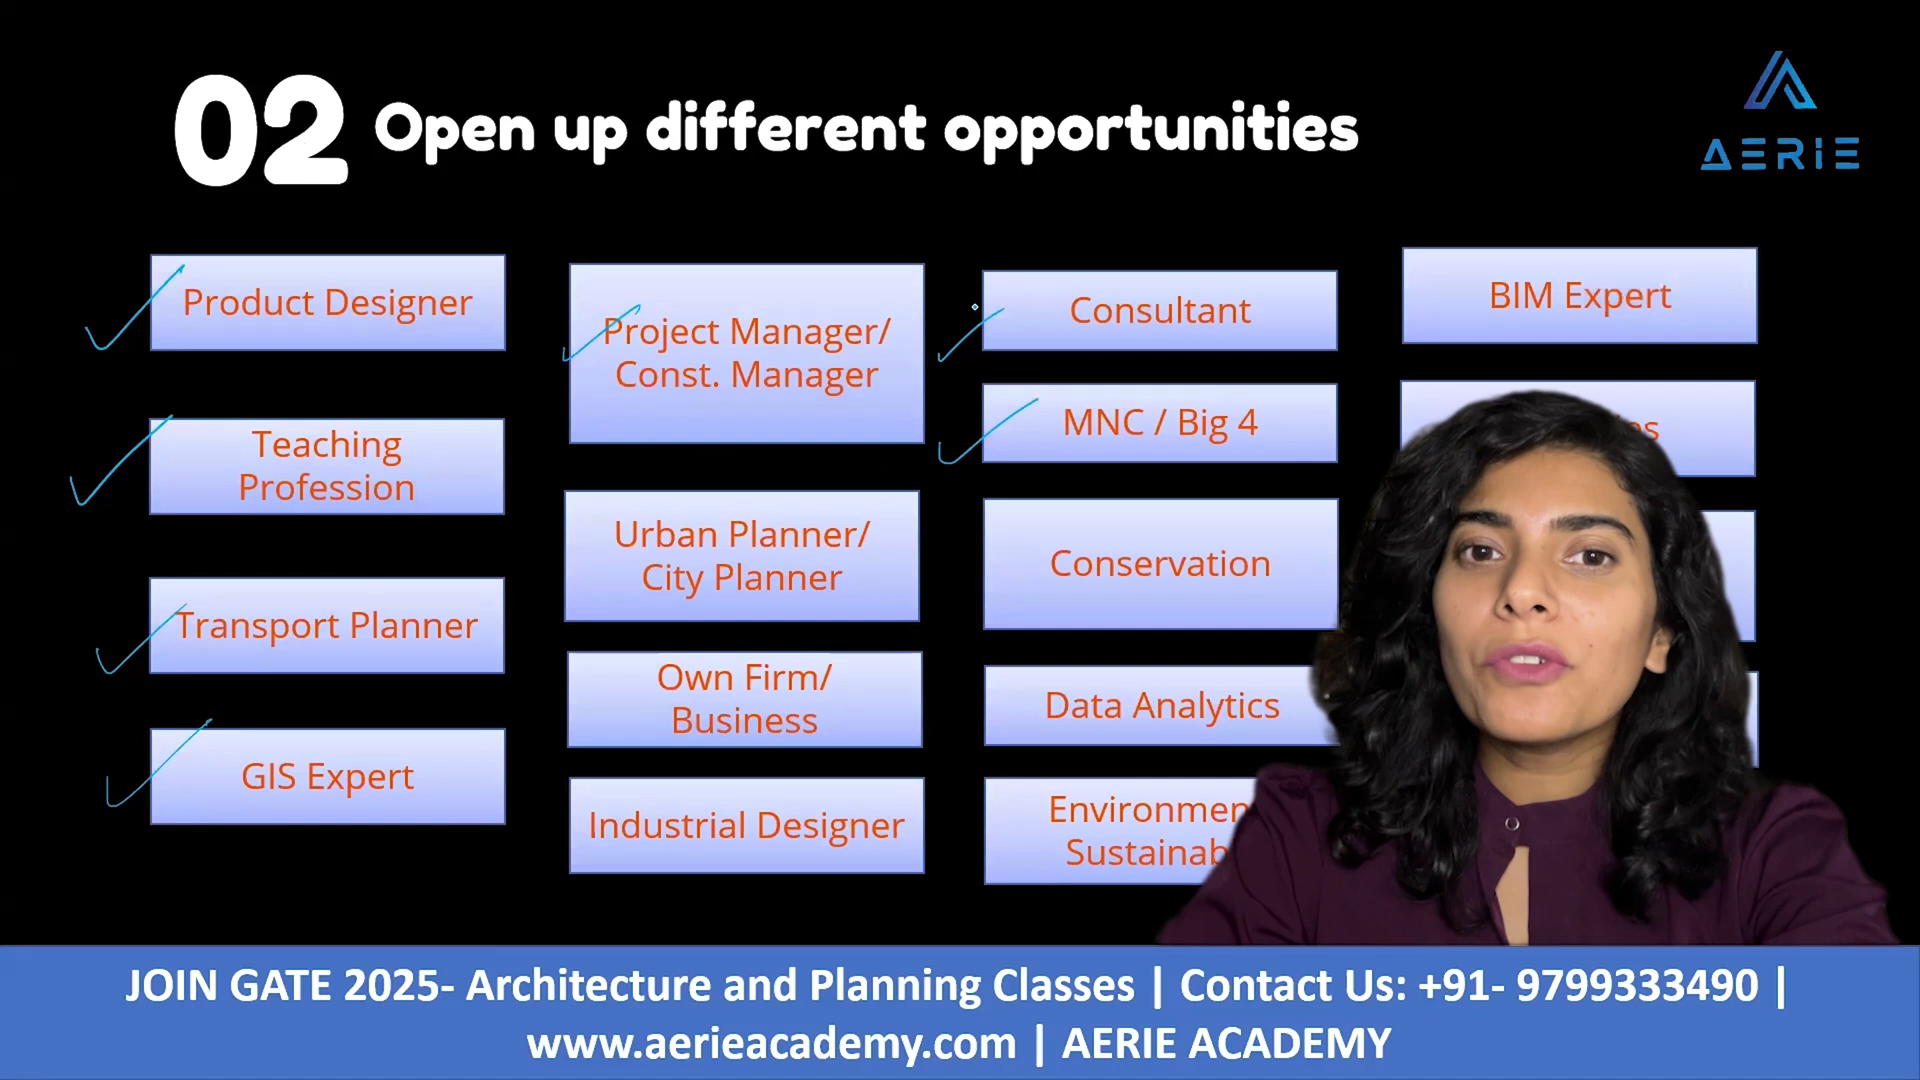 02 Open up different opportunities
AERIE
Product Designer
Teaching
Profession
Transport Planner
GIS Expert
Project Manager/
Const. Manager
Urban Planner/
City Planner
Own Firm/
Business
Industrial Designer
Consultant
MNC / Big 4
Conservation
Data Analytics
BIM Expert
JOIN GATE 2025- Architecture and Planning Classes | Contact Us: +91- 9799333490 |
www.aerieacademy.com | AERIE ACADEMY